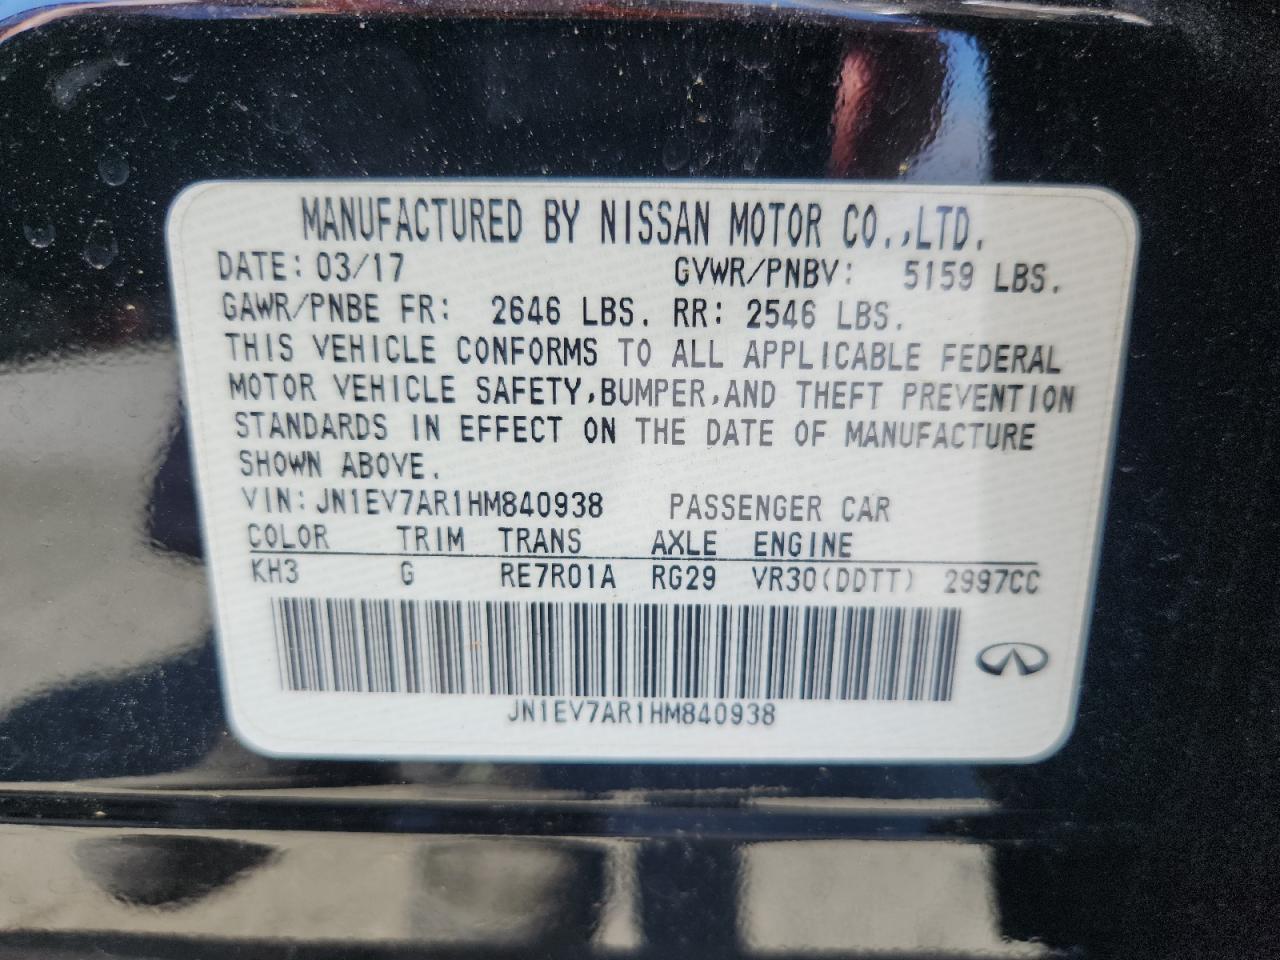 MANUFACTURED BY NISSAN MOTOR CO.,LTD.
DATE: 03/17 GVWR/PNBV: 5159 LBS.
GAWR/PNBE FR: 2646 LBS. RR: 2546 LBS.
THIS VEHICLE CONFORMS TO ALL APPLICABLE FEDERAL
MOTOR VEHICLE SAFETY,BUMPER,AND THEFT PREVENTION
STANDARDS IN EFFECT ON THE DATE OF MANUFACTURE
SHOWN ABOVE.
VIN:JN1EV7AR1HM840938 PASSENGER CAR
COLOR TRIM TRANS AXLE ENGINE
KH3 G RE7R01A RG29 VR30(DDTT) 2997CC
JN1EV7AR1HM840938